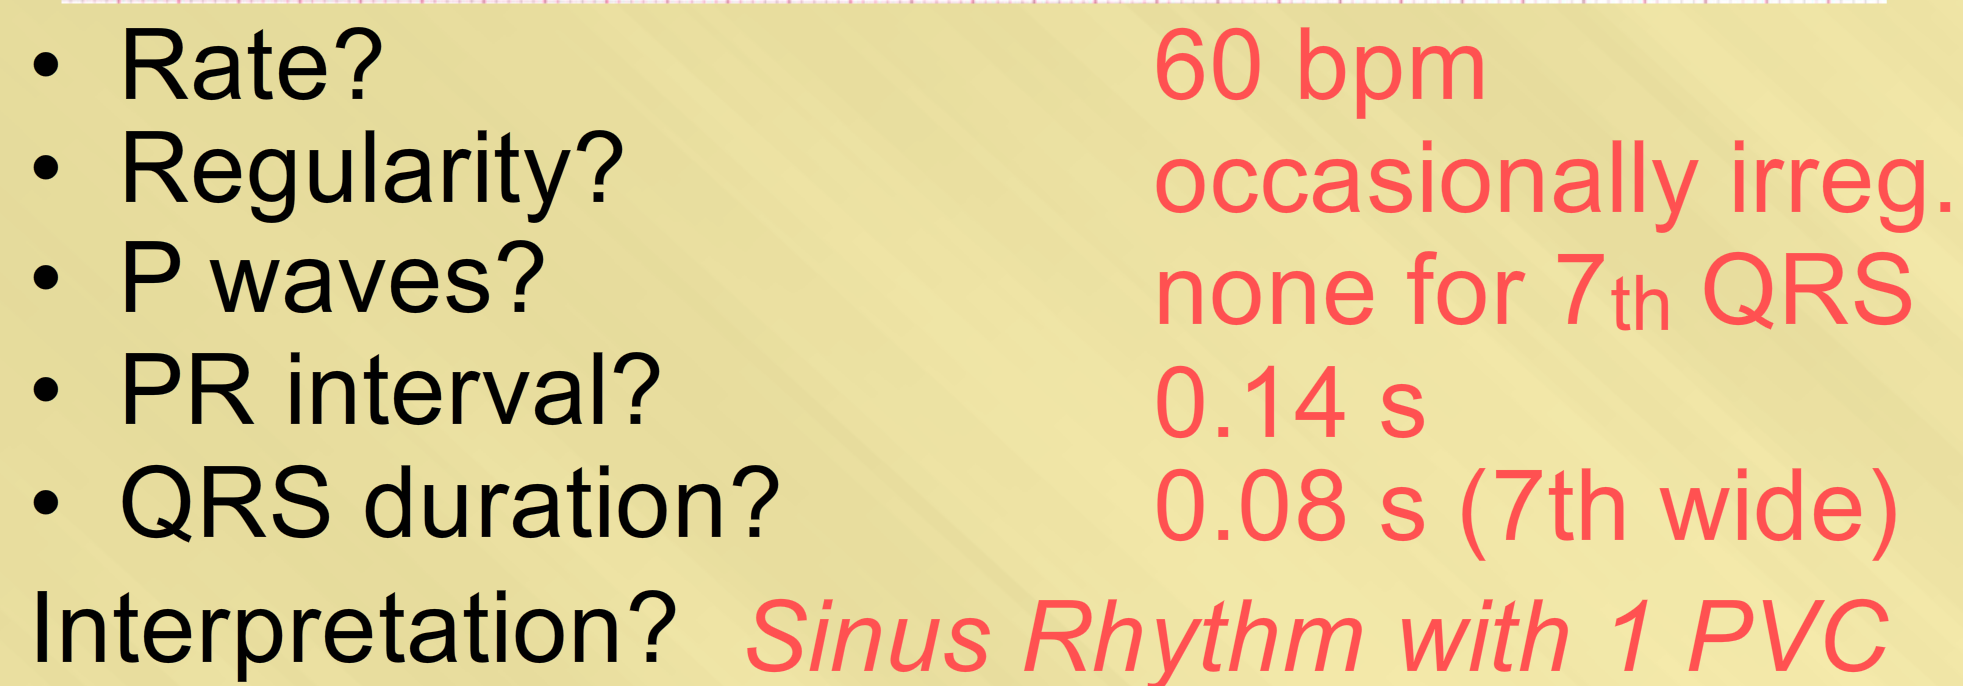 • Rate? 60 bpm
• Regularity? occasionally irreg.
• P waves? none for 7th QRS
• PR interval? 0.14 s
• QRS duration? 0.08 s (7th wide)
Interpretation? Sinus Rhythm with 1 PVC